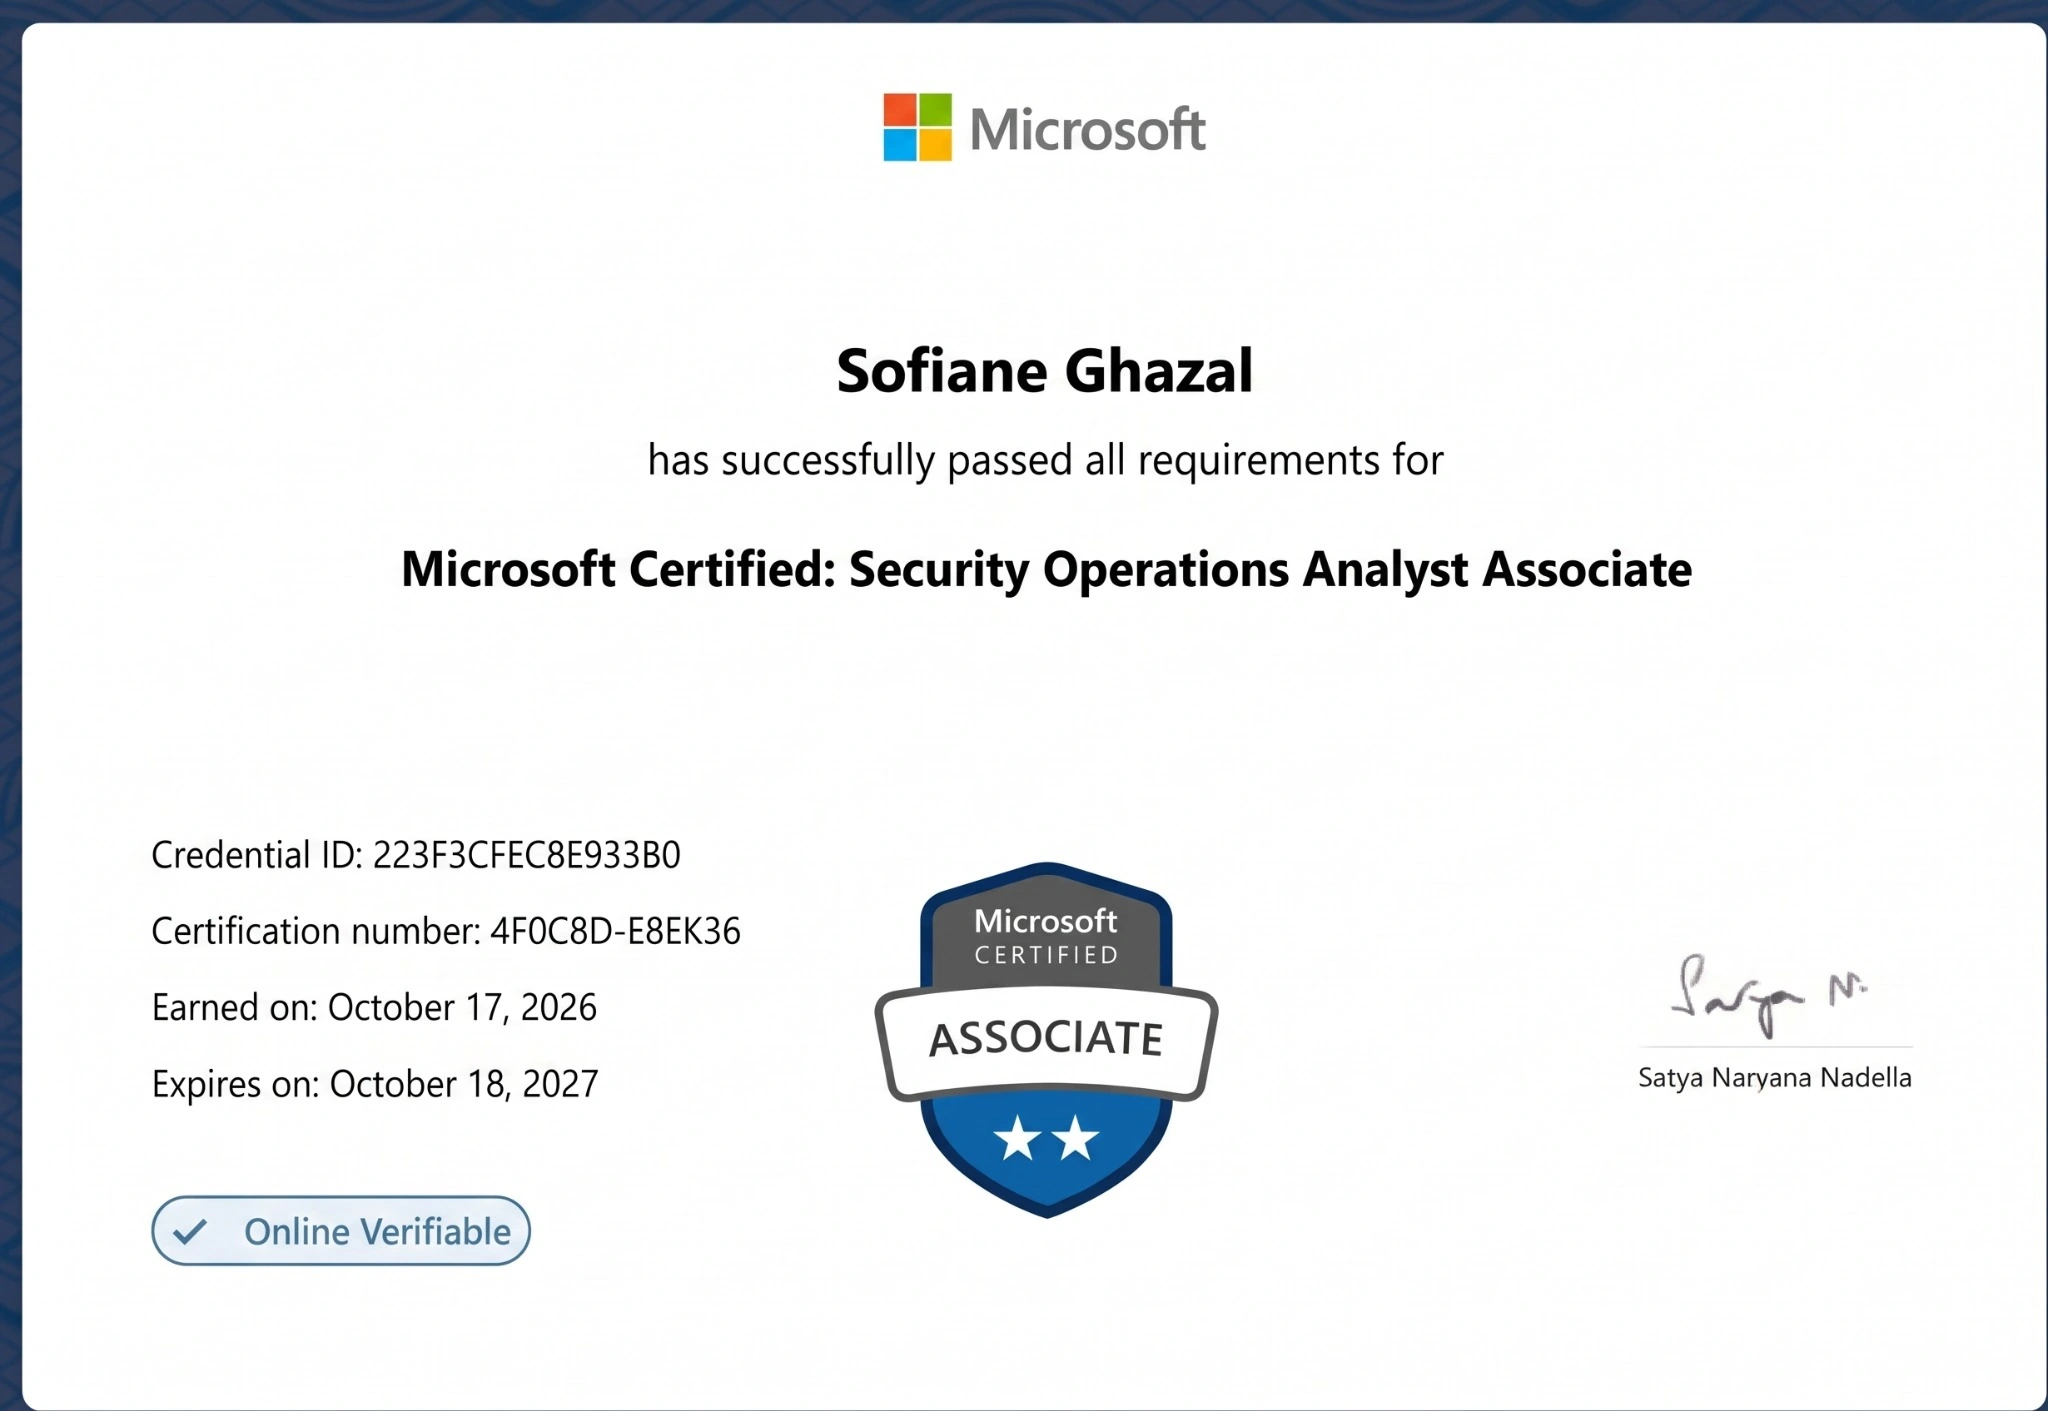 Microsoft
Sofiane Ghazal
has successfully passed all requirements for
Microsoft Certified: Security Operations Analyst Associate
Credential ID: 223F3CFEC8E933B0
Certification number: 4F0C8D-E8EK36
Earned on: October 17, 2026
Expires on: October 18, 2027
Online Verifiable
Microsoft
CERTIFIED
ASSOCIATE
Satya N.
Satya Naryana Nadella